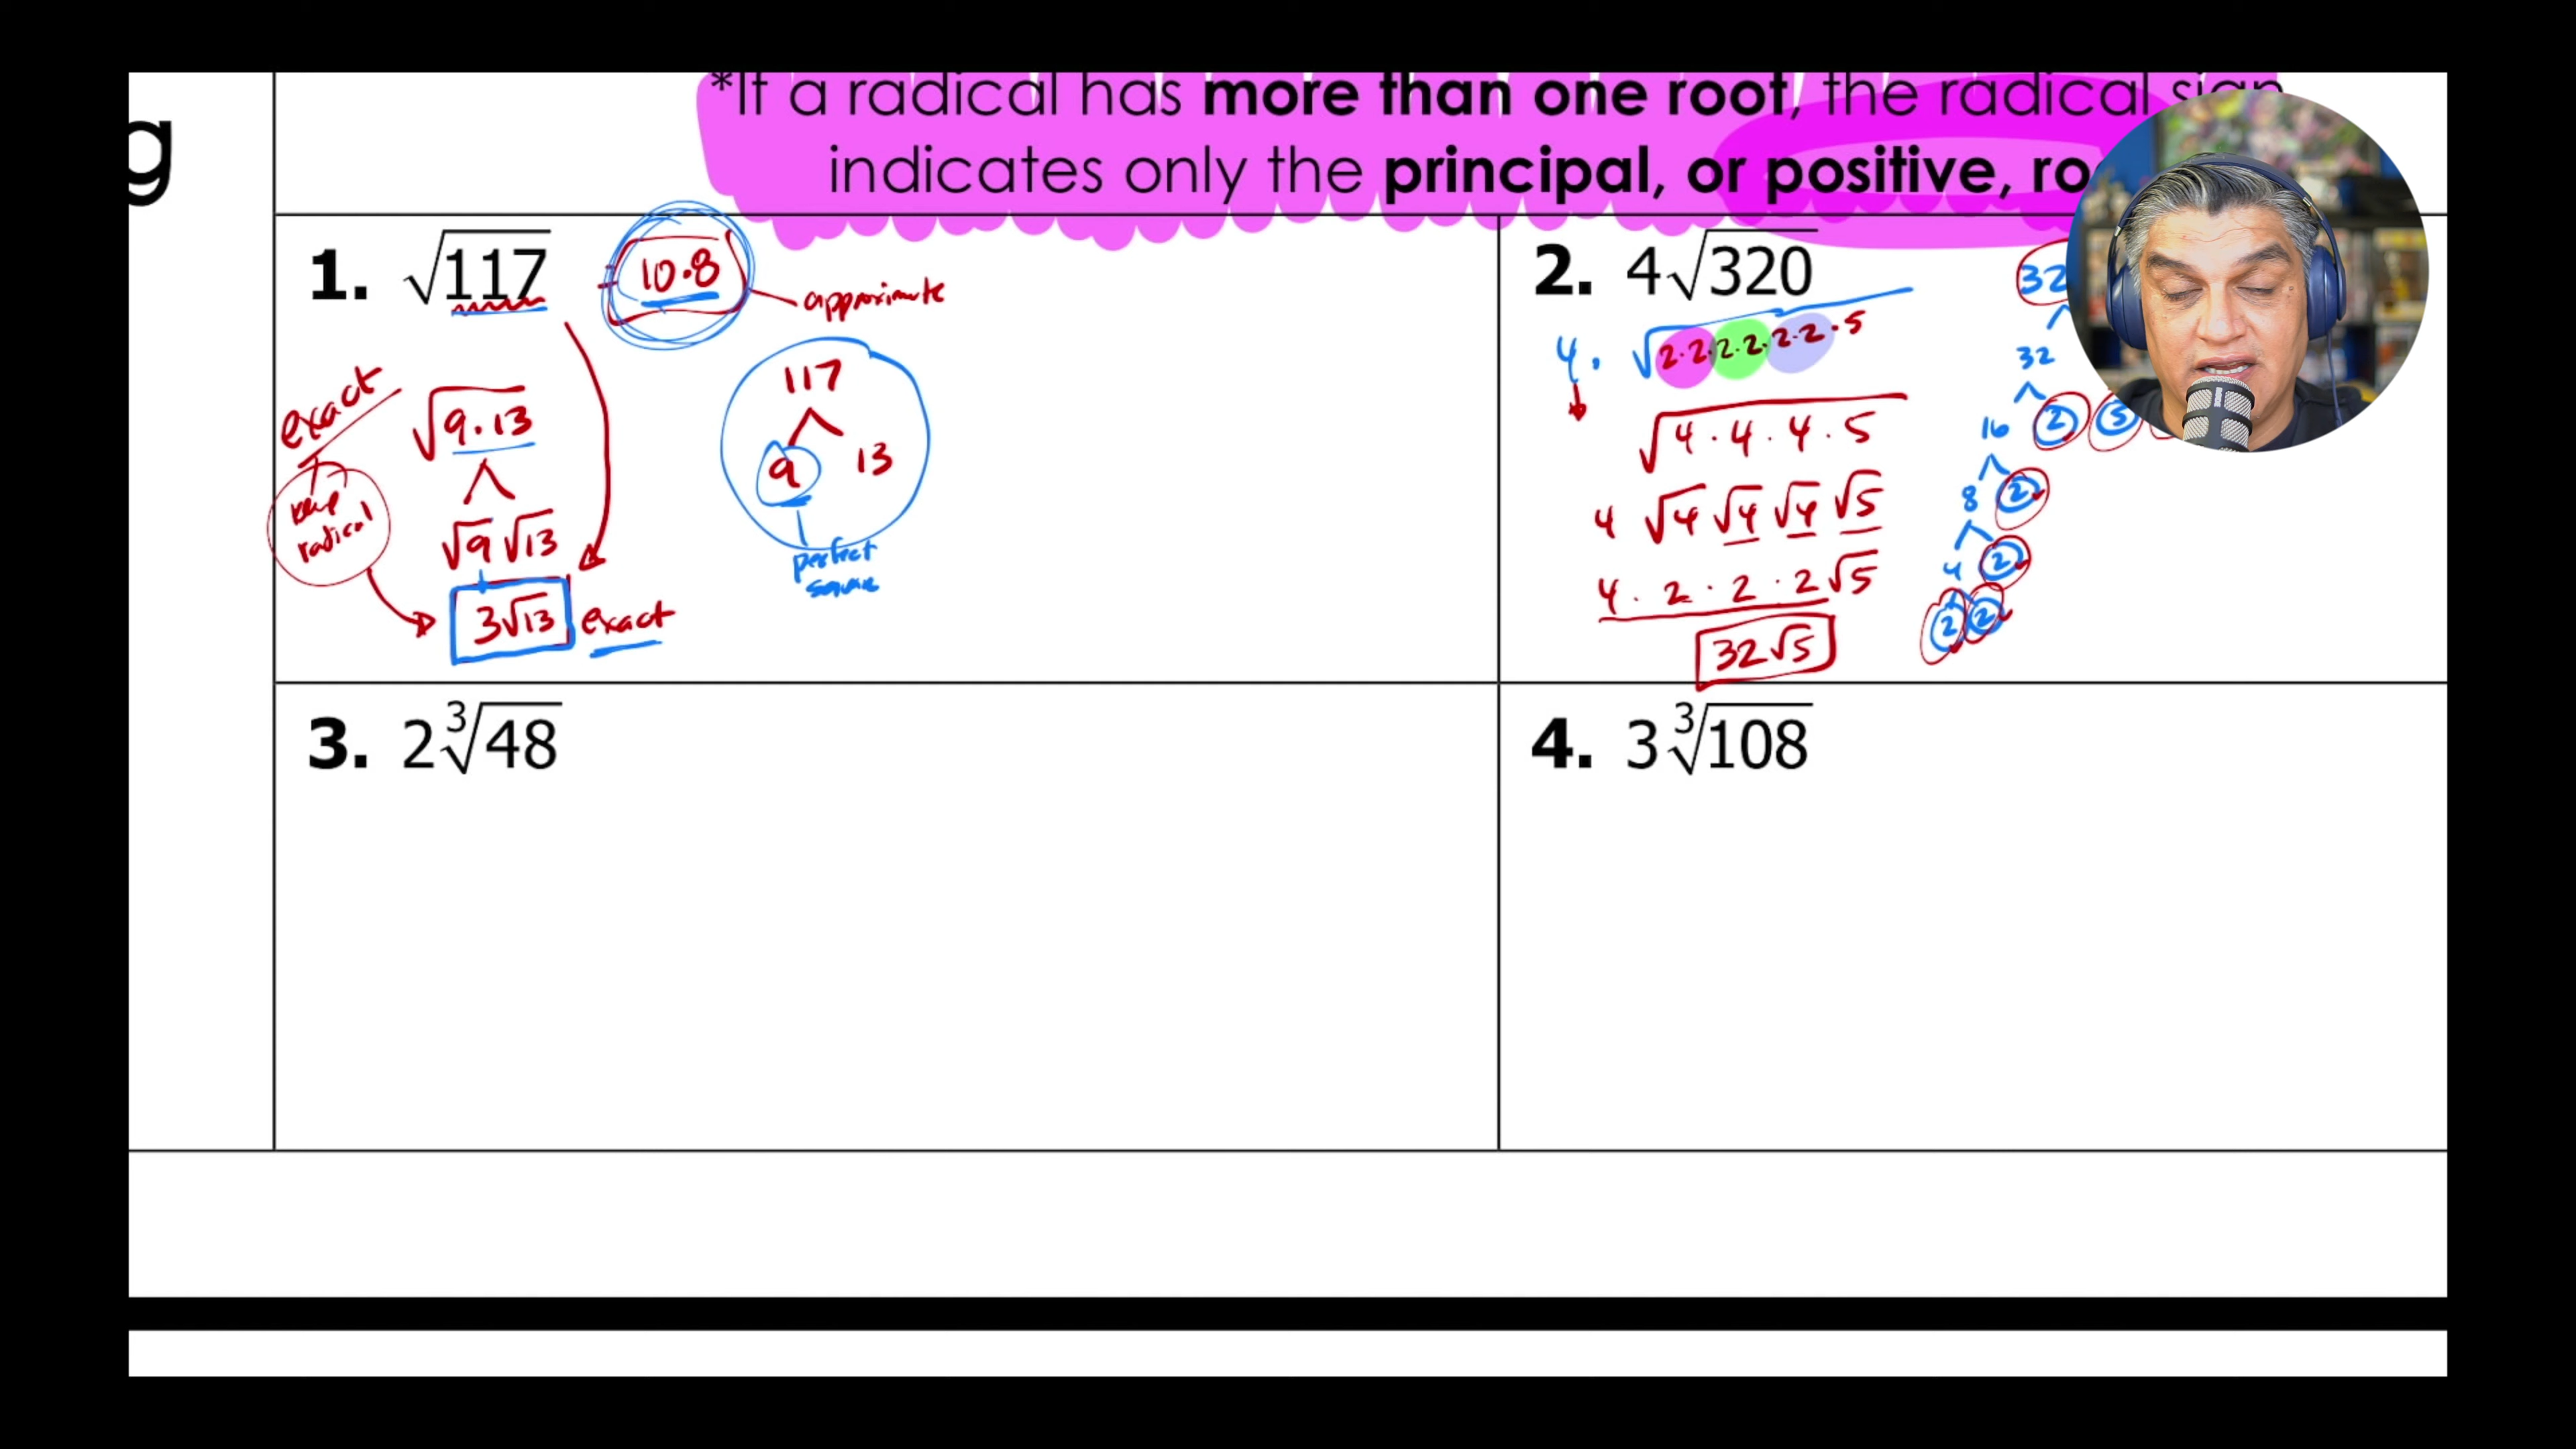 *If a radical has more than one root, the radical sign
indicates only the principal, or positive, ro
g
1. √117
= 10.8
approximate
exact
keep
radical
√9·13
√9 √13
3√13 exact
117
9 13
perfect
square
2. 4√320
4 · √2·2·2·2·2·2·5
√4·4·4·5
4 √4 √4 √4 √5
4 · 2 · 2 · 2√5
32√5
32
32
16 2 5
8 2
4 2
2 2
3. 2∛48
4. 3∛108